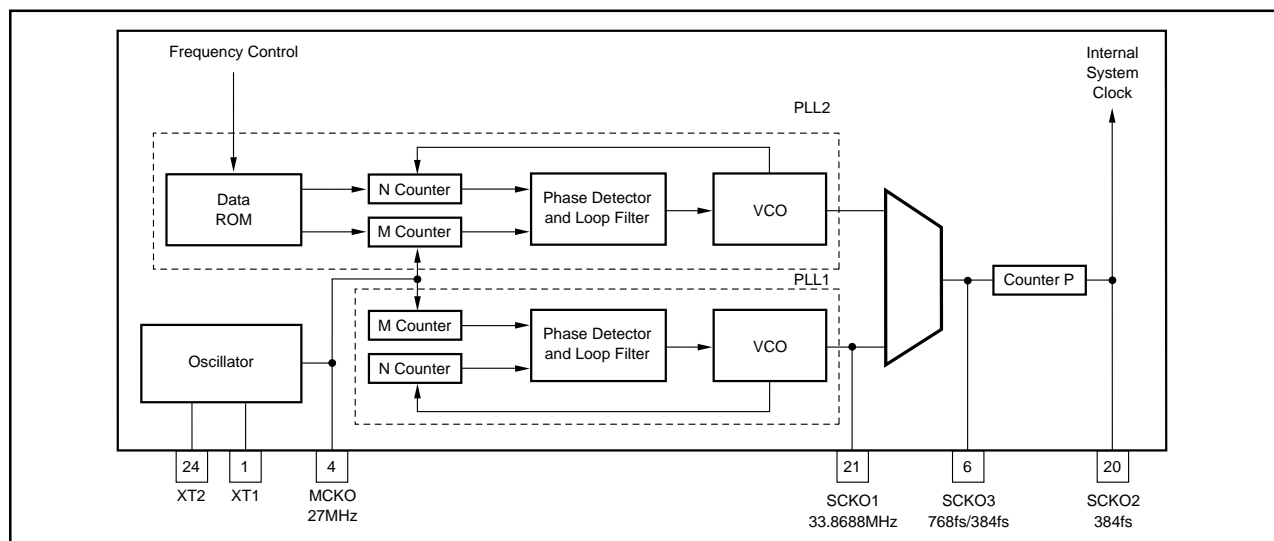 Frequency Control
Internal
System
Clock
PLL2
Data
ROM
N Counter
M Counter
Phase Detector
and Loop Filter
VCO
PLL1
Counter P
Oscillator
M Counter
N Counter
Phase Detector
and Loop Filter
VCO
24
1
4
21
6
20
XT2
XT1
MCKO
27MHz
SCKO1
33.8688MHz
SCKO3
768fs/384fs
SCKO2
384fs